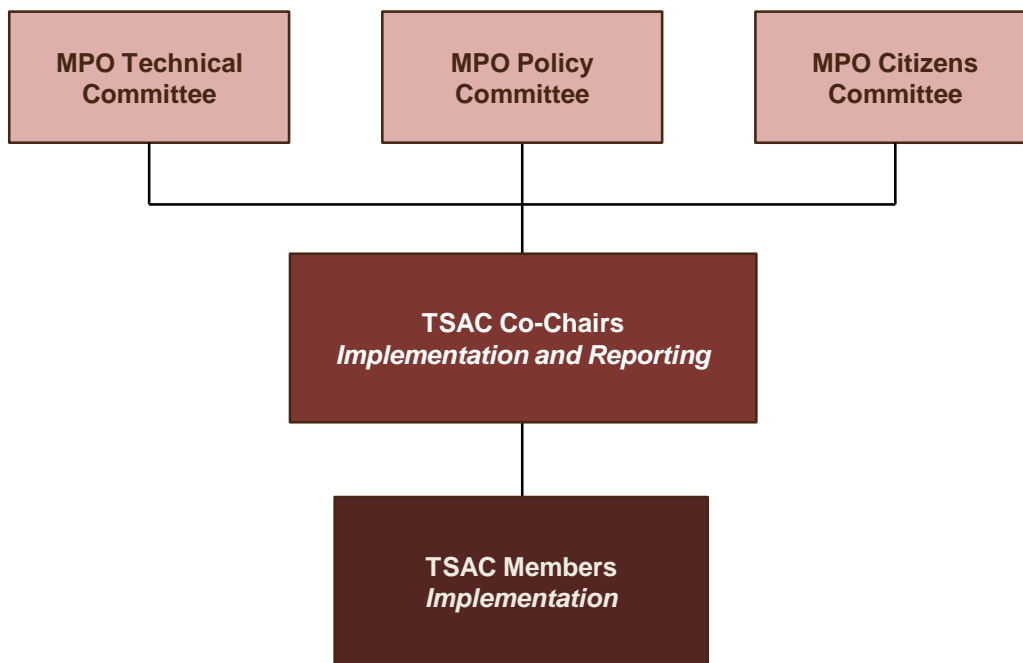 MPO Technical
Committee
MPO Policy
Committee
MPO Citizens
Committee
TSAC Co-Chairs
Implementation and Reporting
TSAC Members
Implementation